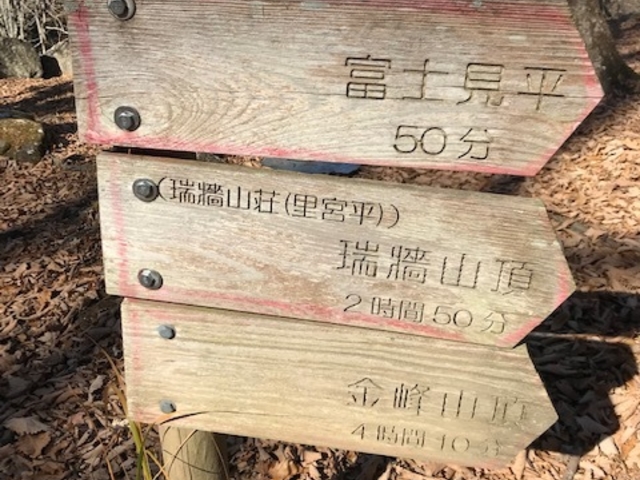 富士見平
50分
(瑞牆山荘(里宮平))
瑞牆山頂
2時間50分
金峰山頂
4時間10分